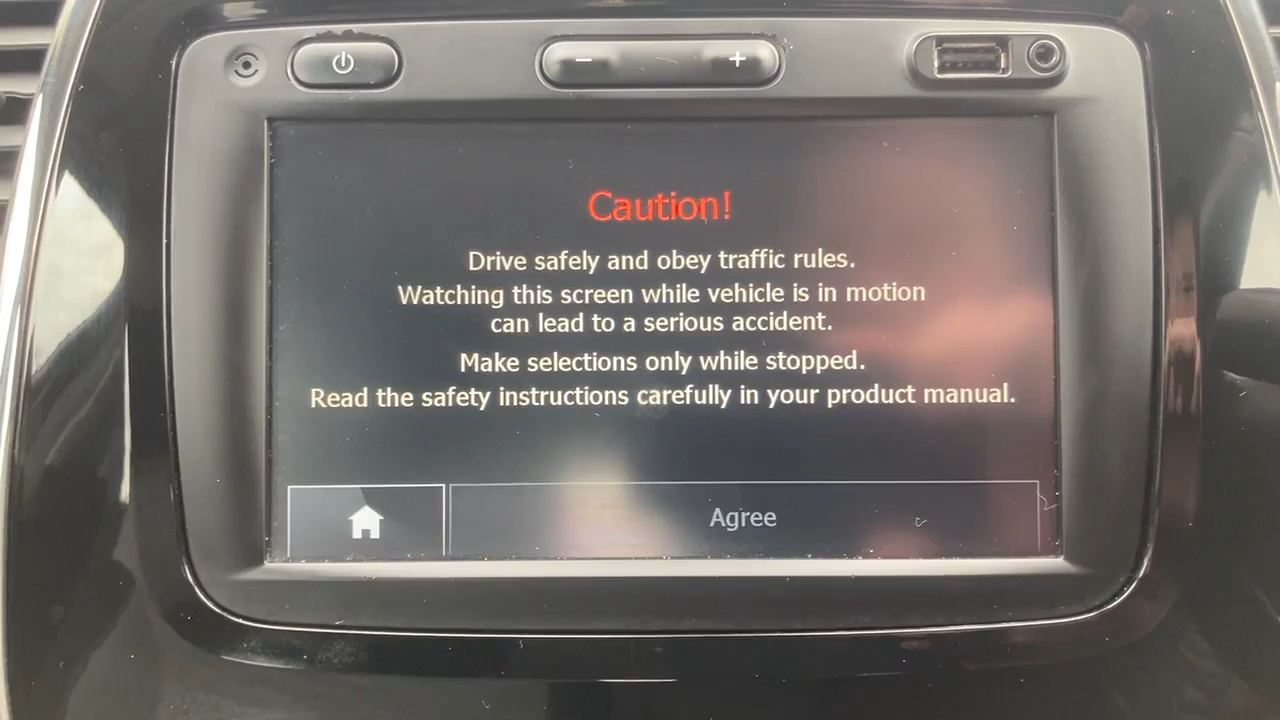 Caution!
Drive safely and obey traffic rules.
Watching this screen while vehicle is in motion
can lead to a serious accident.
Make selections only while stopped.
Read the safety instructions carefully in your product manual.
Agree